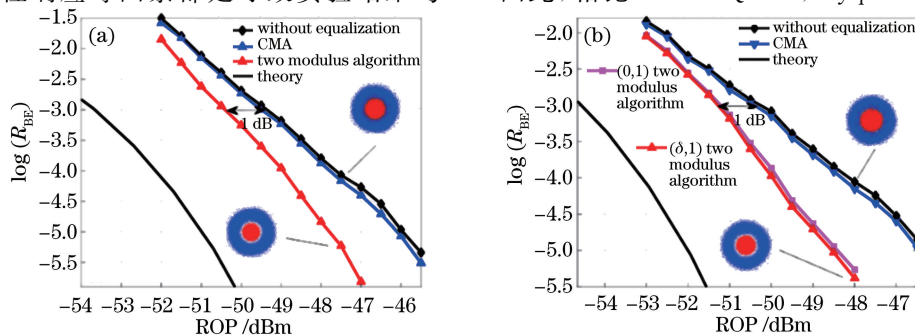 (a)
without equalization
CMA
two modulus algorithm
theory
1 dB
log (R_BE)
−1.5
−2.0
−2.5
−3.0
−3.5
−4.0
−4.5
−5.0
−5.5
−54 −53 −52 −51 −50 −49 −48 −47 −46
ROP /dBm
(b)
without equalization
CMA
theory
(0,1) two
modulus
algorithm
1 dB
(δ,1) two
modulus
algorithm
log (R_BE)
−2.0
−2.5
−3.0
−3.5
−4.0
−4.5
−5.0
−5.5
−54 −53 −52 −51 −50 −49 −48 −47
ROP /dBm